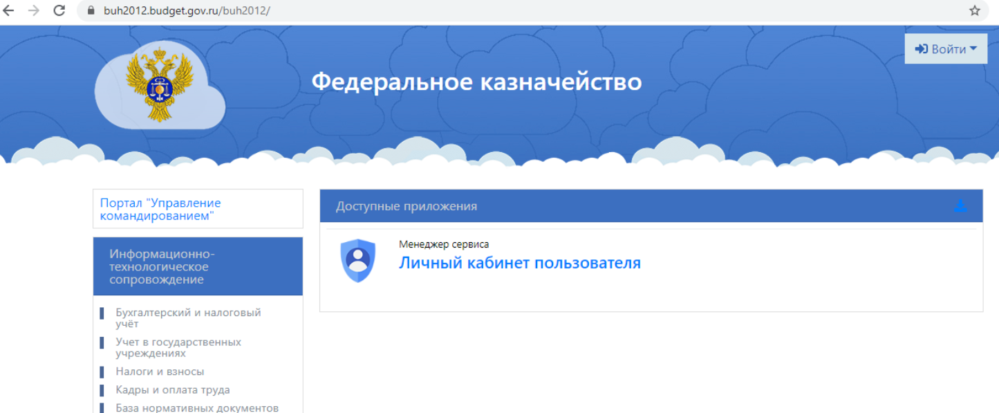 buh2012.budget.gov.ru/buh2012/
Войти
Федеральное казначейство
Портал "Управление
командированием"
Информационно-
технологическое
сопровождение
Бухгалтерский и налоговый
учёт
Учет в государственных
учреждениях
Налоги и взносы
Кадры и оплата труда
База нормативных документов
Доступные приложения
Менеджер сервиса
Личный кабинет пользователя